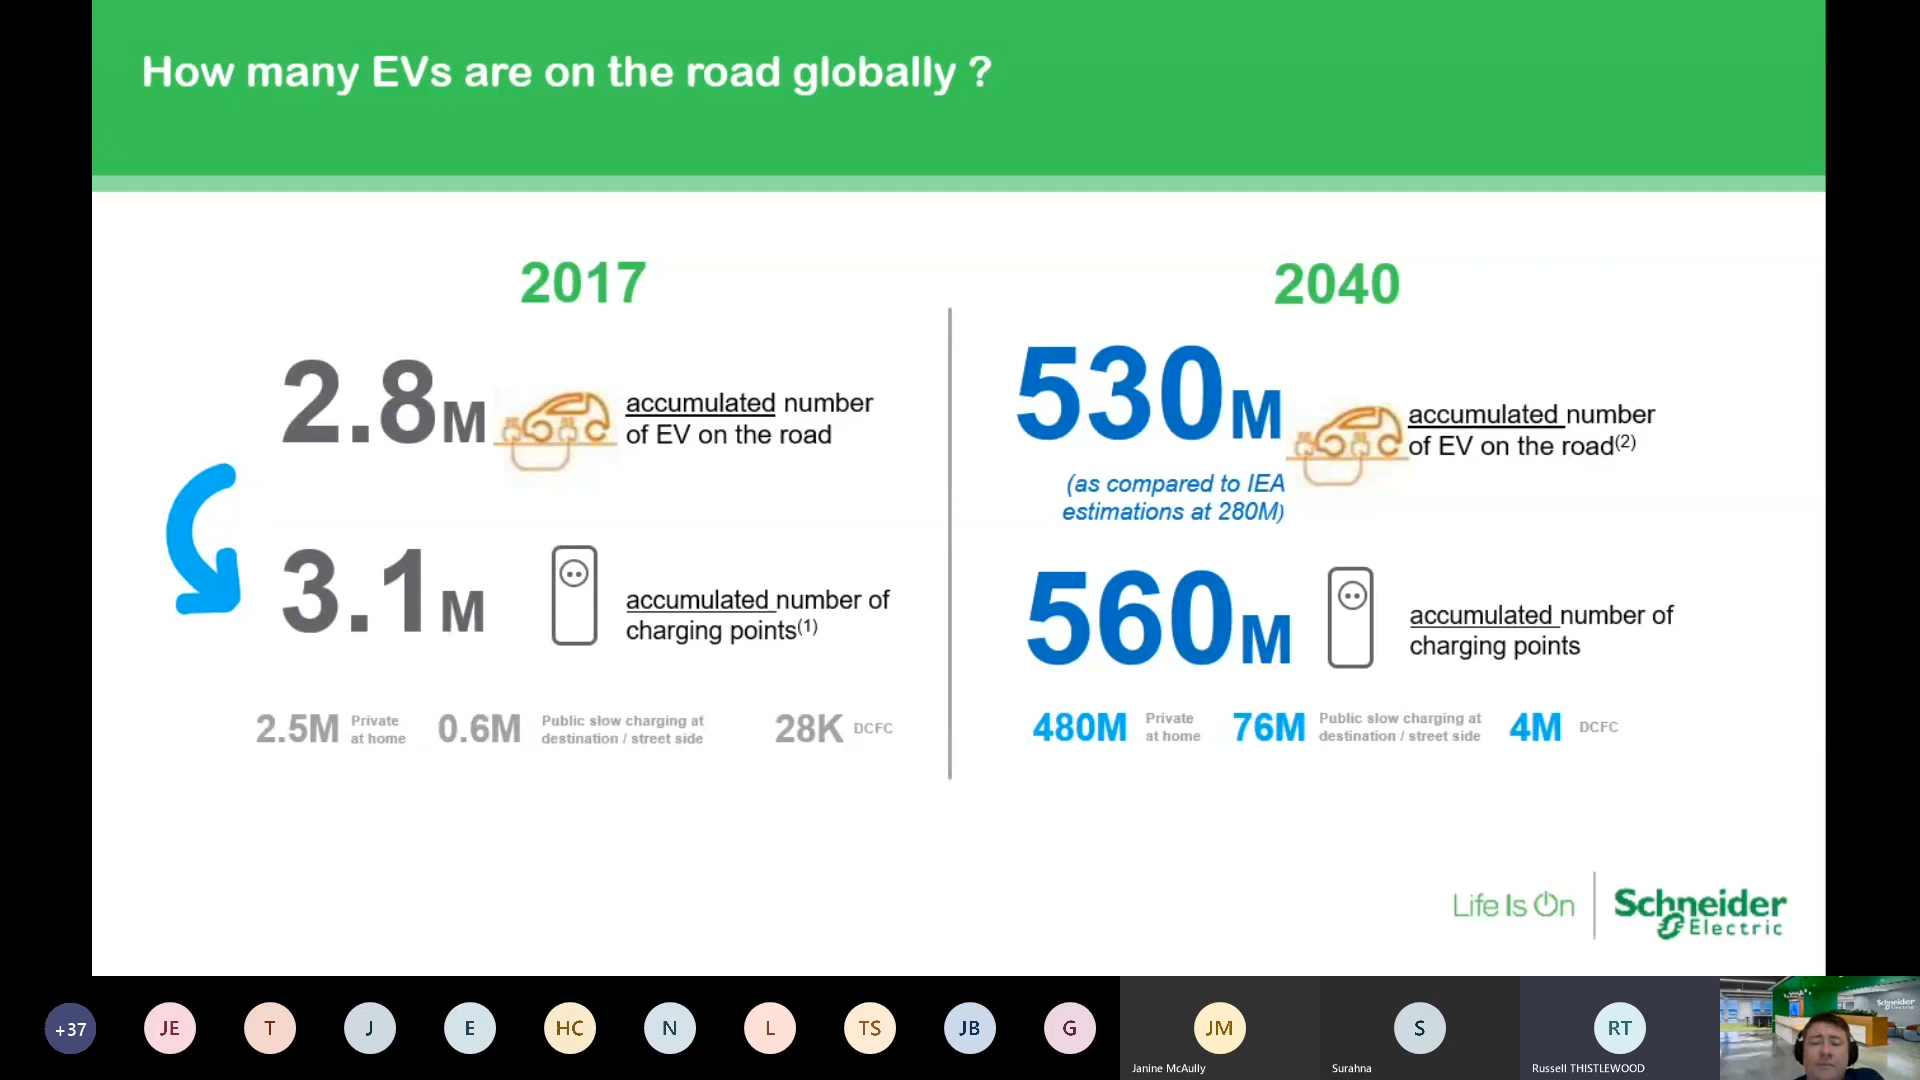 How many EVs are on the road globally ?
2017
2.8M
accumulated number
of EV on the road
3.1M
accumulated number of
charging points(1)
2.5M
Private
at home
0.6M
Public slow charging at
destination / street side
28K
DCFC
2040
530M
accumulated number
of EV on the road(2)
(as compared to IEA
estimations at 280M)
560M
accumulated number of
charging points
480M
Private
at home
76M
Public slow charging at
destination / street side
4M
DCFC
Life Is On
Schneider
Electric
+37
JE
T
J
E
HC
N
L
TS
JB
G
JM
Janine McAully
S
Surahna
RT
Russell THISTLEWOOD
Schneider